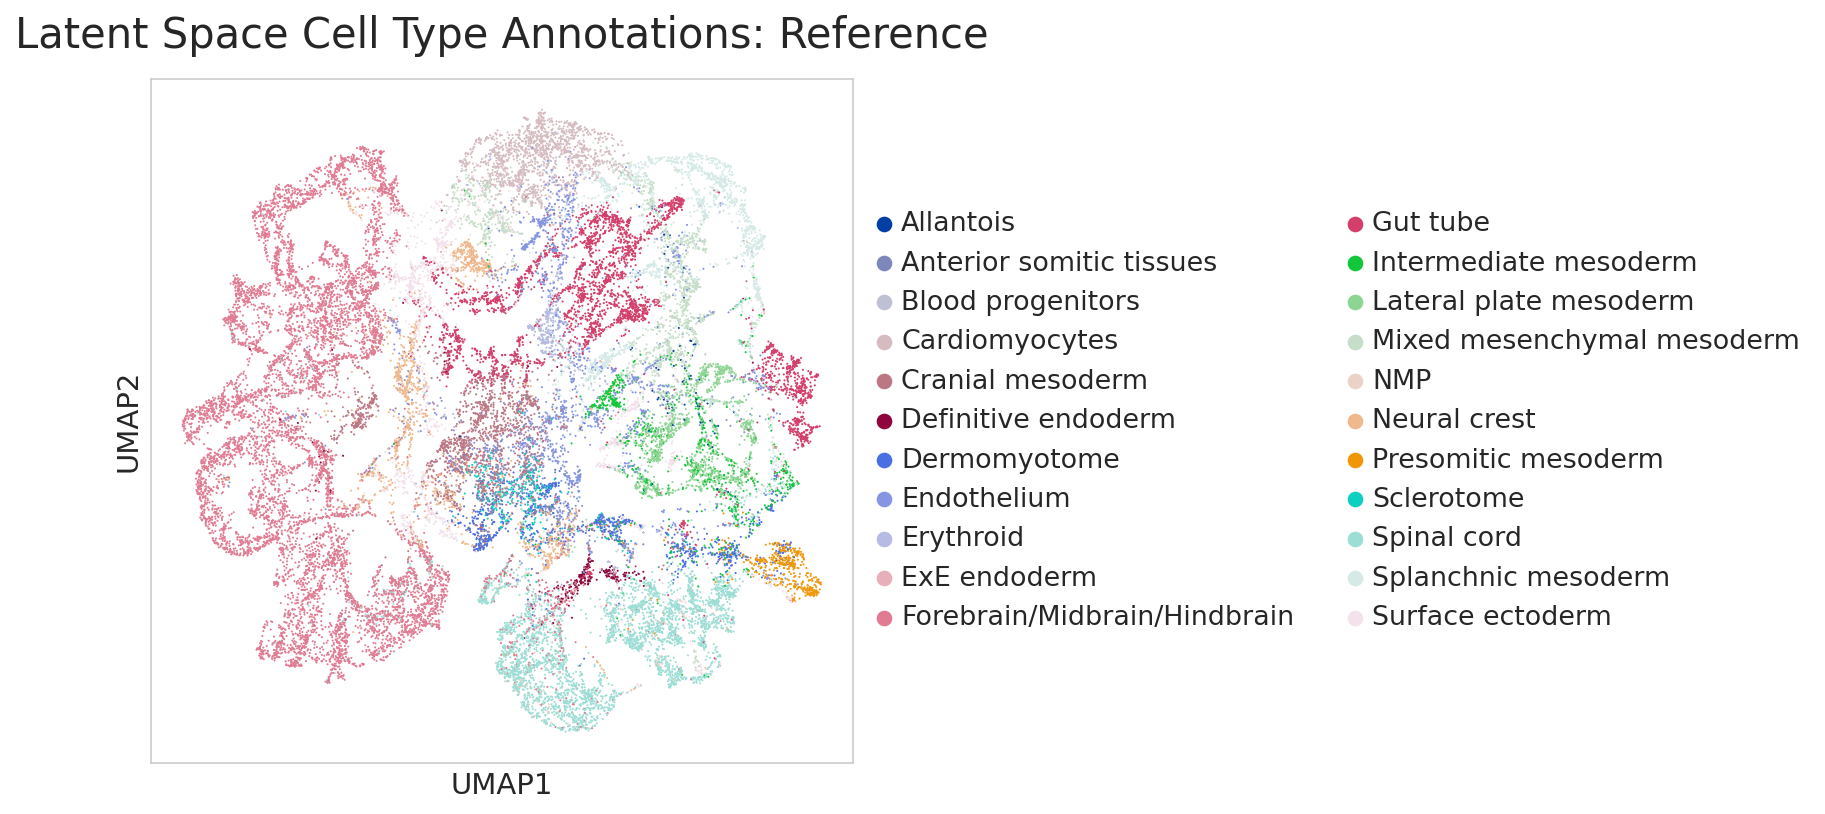 Latent Space Cell Type Annotations: Reference
UMAP2
UMAP1
Allantois
Anterior somitic tissues
Blood progenitors
Cardiomyocytes
Cranial mesoderm
Definitive endoderm
Dermomyotome
Endothelium
Erythroid
ExE endoderm
Forebrain/Midbrain/Hindbrain
Gut tube
Intermediate mesoderm
Lateral plate mesoderm
Mixed mesenchymal mesoderm
NMP
Neural crest
Presomitic mesoderm
Sclerotome
Spinal cord
Splanchnic mesoderm
Surface ectoderm